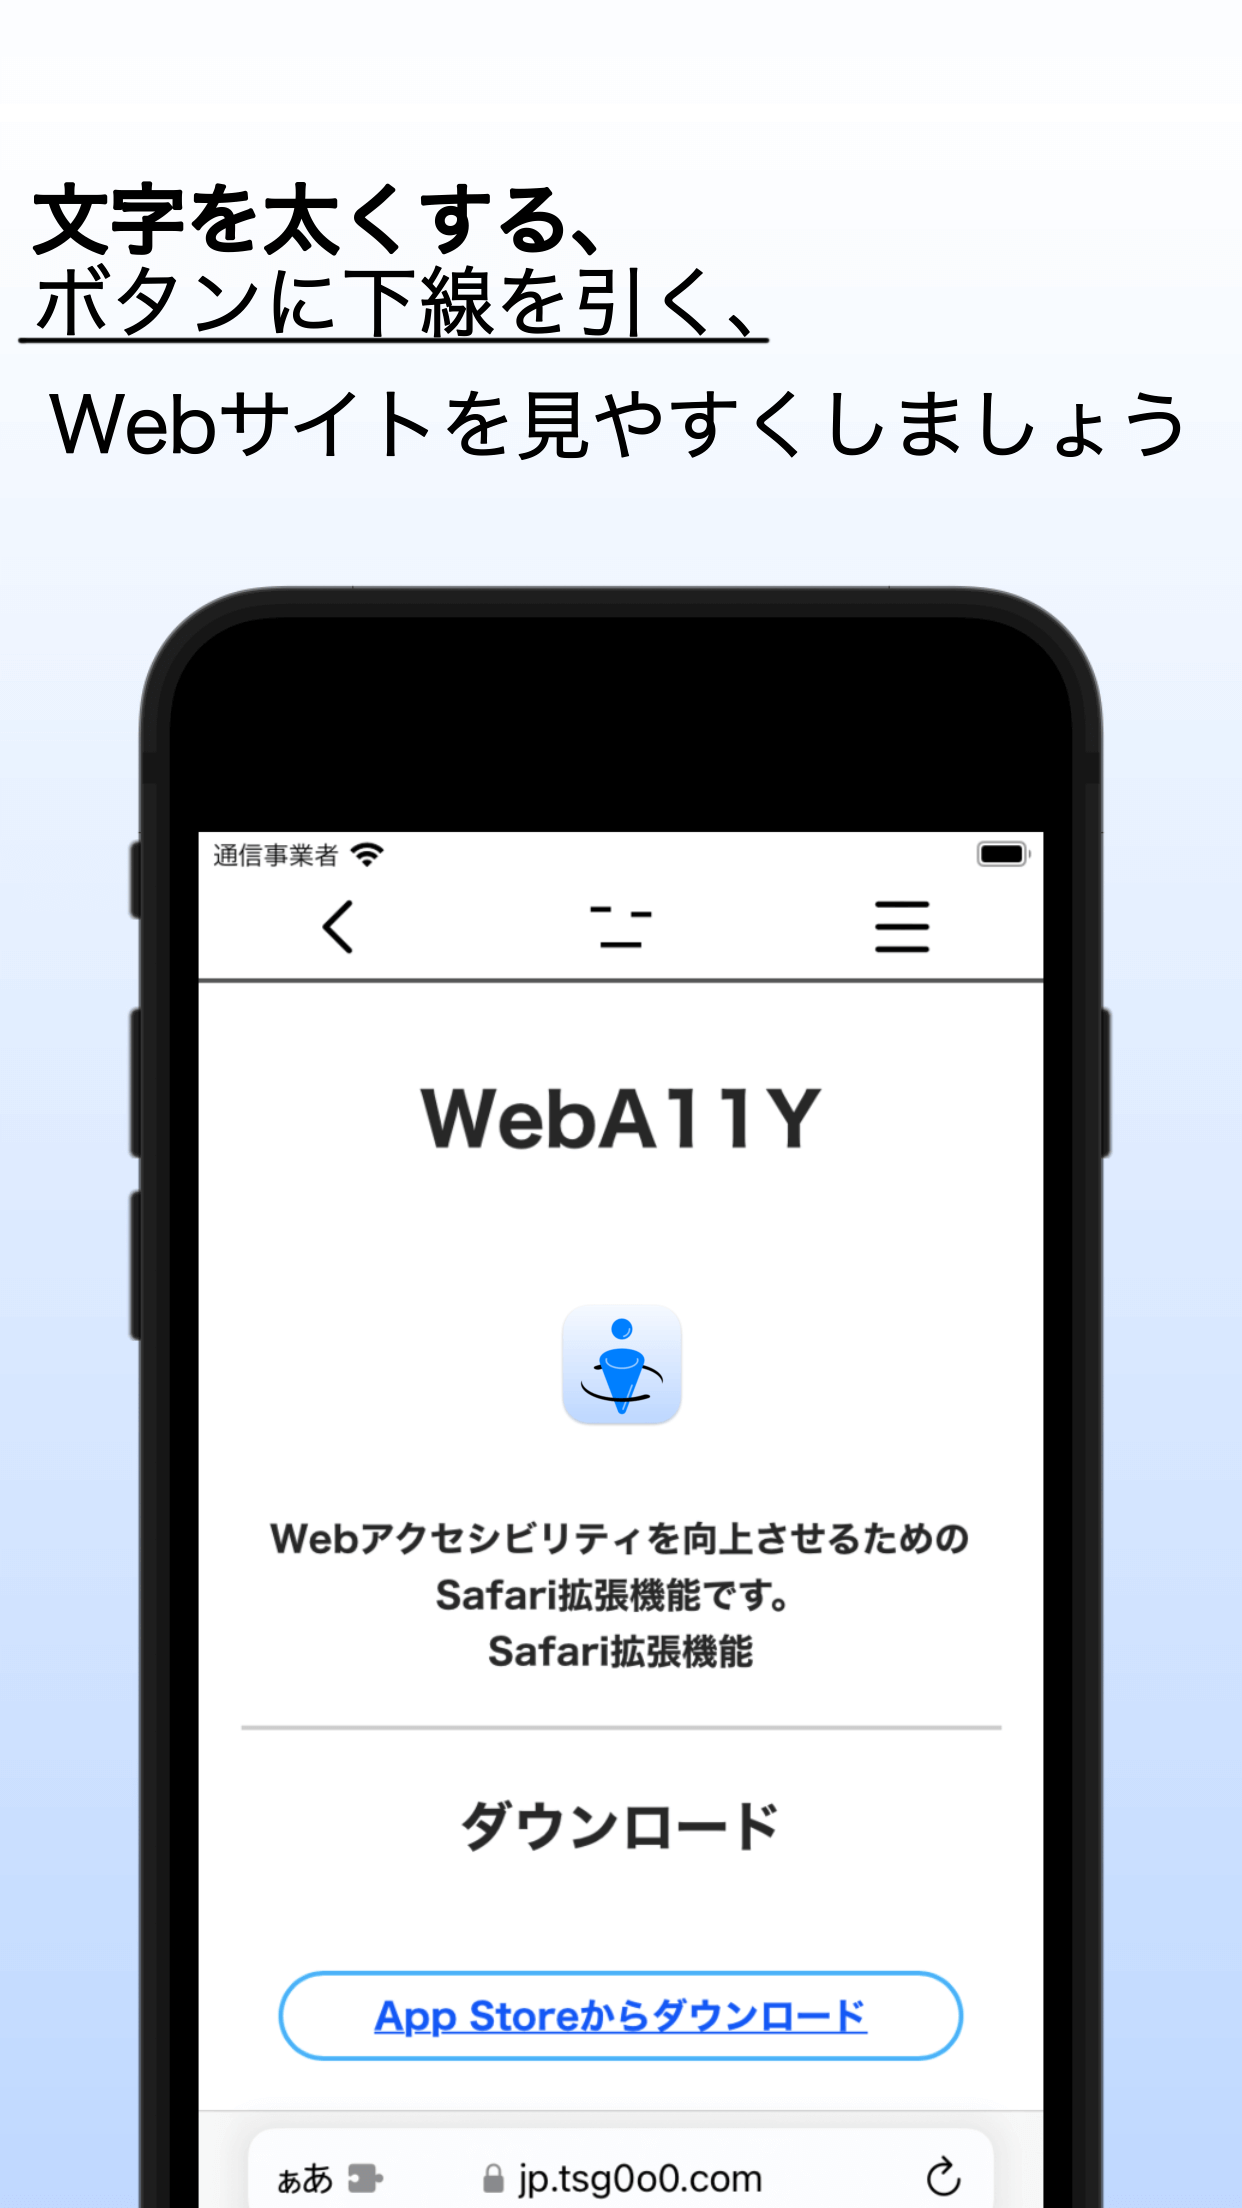 文字を太くする、
ボタンに下線を引く、
Webサイトを見やすくしましょう
通信事業者
WebA11Y
Webアクセシビリティを向上させるための
Safari拡張機能です。
Safari拡張機能
ダウンロード
App Storeからダウンロード
ぁあ jp.tsg0o0.com